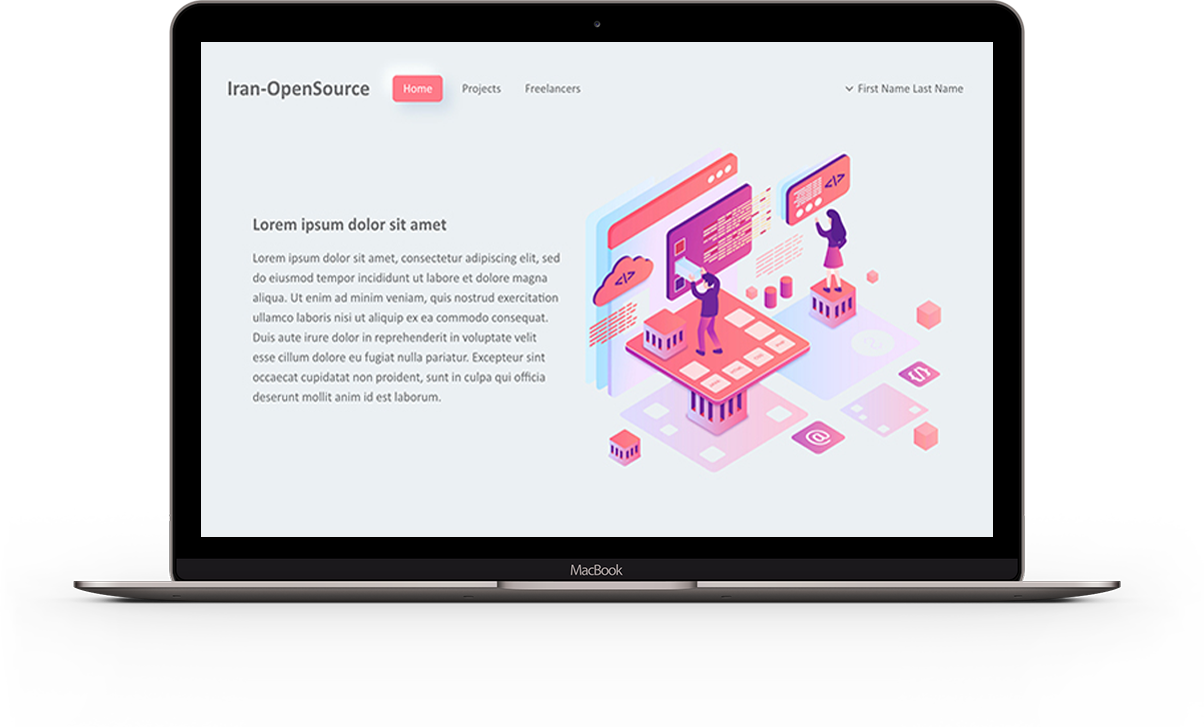 Iran-OpenSource
Home
Projects
Freelancers
First Name Last Name
Lorem ipsum dolor sit amet
Lorem ipsum dolor sit amet, consectetur adipiscing elit, sed
do eiusmod tempor incididunt ut labore et dolore magna
aliqua. Ut enim ad minim veniam, quis nostrud exercitation
ullamco laboris nisi ut aliquip ex ea commodo consequat.
Duis aute irure dolor in reprehenderit in voluptate velit
esse cillum dolore eu fugiat nulla pariatur. Excepteur sint
occaecat cupidatat non proident, sunt in culpa qui officia
deserunt mollit anim id est laborum.
</>
</>
{/}
@
MacBook